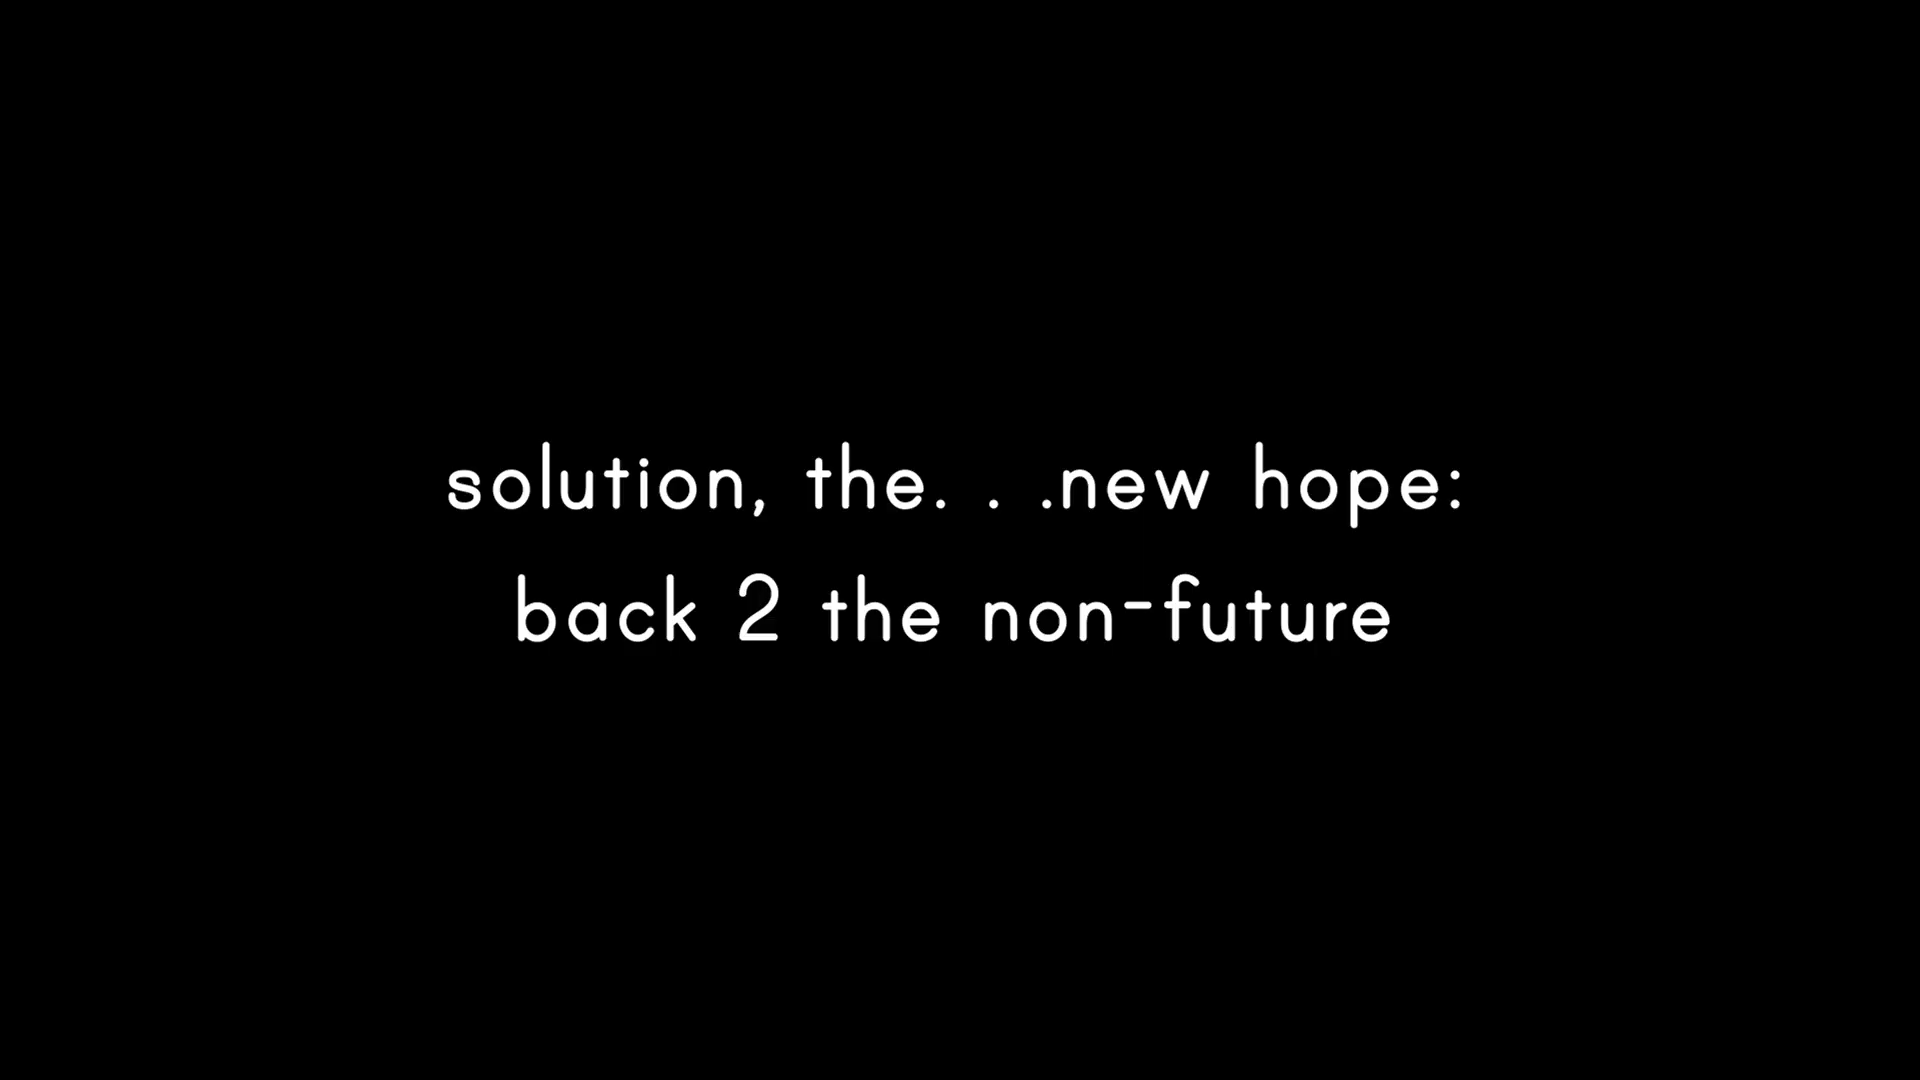 solution, the. . .new hope:
back 2 the non-future